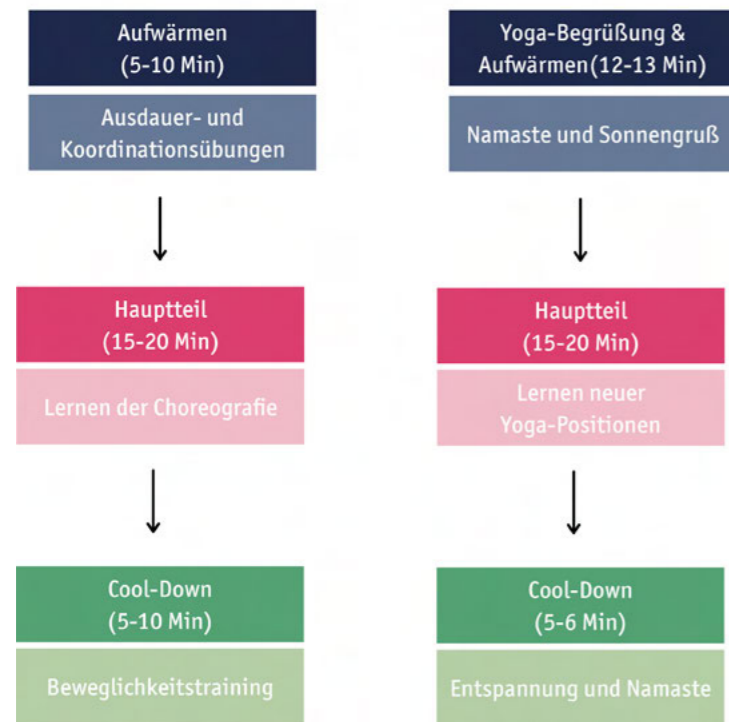 Aufwärmen
(5-10 Min)
Ausdauer- und
Koordinationsübungen
Hauptteil
(15-20 Min)
Lernen der Choreografie
Cool-Down
(5-10 Min)
Beweglichkeitstraining
Yoga-Begrüßung &
Aufwärmen(12-13 Min)
Namaste und Sonnengruß
Hauptteil
(15-20 Min)
Lernen neuer
Yoga-Positionen
Cool-Down
(5-6 Min)
Entspannung und Namaste